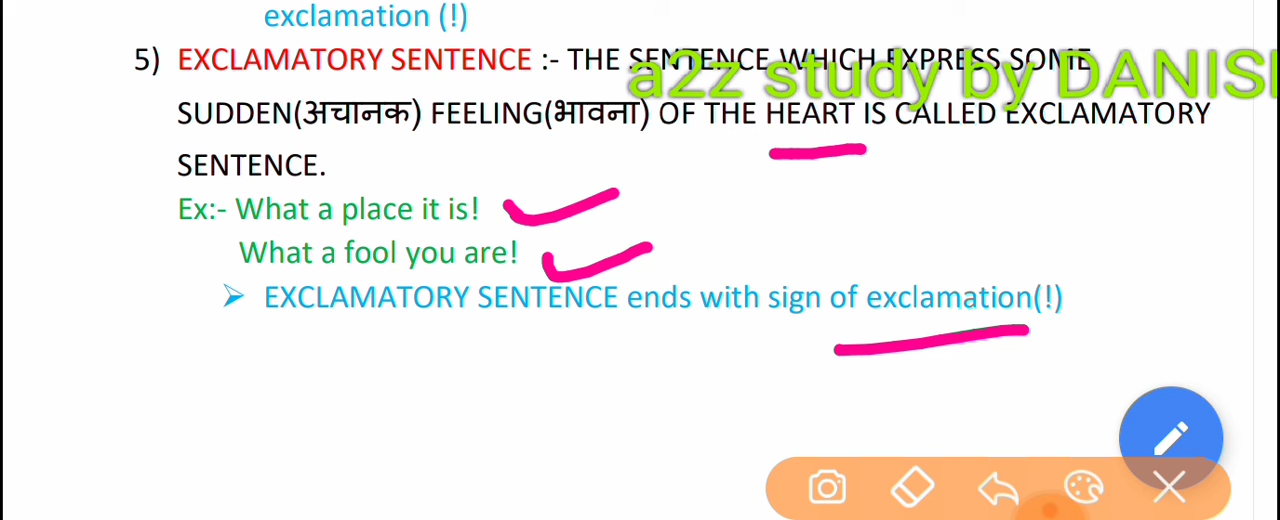 exclamation (!)
5) EXCLAMATORY SENTENCE :- THE SENTENCE WHICH EXPRESS SOME
a2z study by DANISH
SUDDEN(अचानक) FEELING(भावना) OF THE HEART IS CALLED EXCLAMATORY
SENTENCE.
Ex:- What a place it is!
What a fool you are!
➢ EXCLAMATORY SENTENCE ends with sign of exclamation(!)